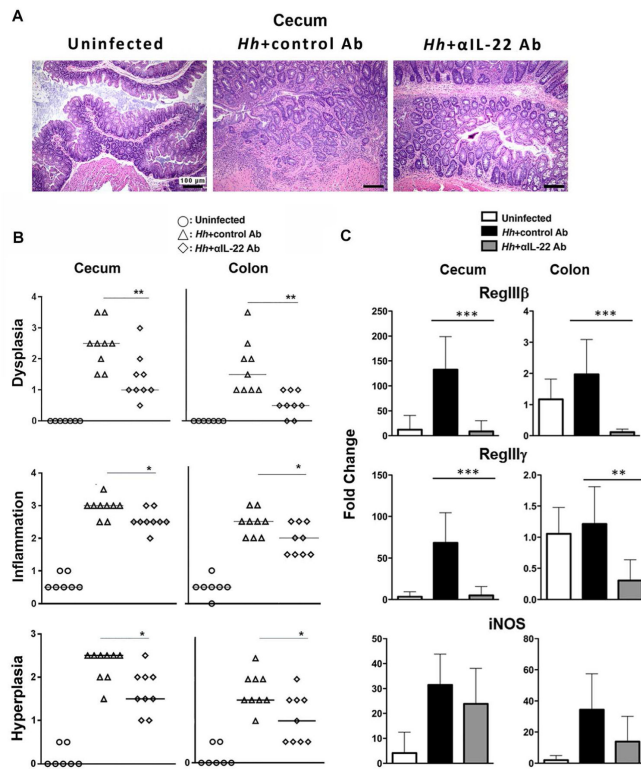 A
Cecum
Uninfected
Hh+control Ab
Hh+αIL-22 Ab
100 µm
B
○: Uninfected
△: Hh+control Ab
◇: Hh+αIL-22 Ab
Cecum
Colon
Dysplasia
4
3
2
1
0
**
**
Inflammation
4
3
2
1
0
*
*
Hyperplasia
3
2
1
0
3
2
1
0
*
*
C
Uninfected
Hh+control Ab
Hh+αIL-22 Ab
Cecum
Colon
Fold Change
RegIIIβ
250
200
150
100
50
0
***
4
3
2
1
0
***
RegIIIγ
150
100
50
0
***
2.0
1.5
1.0
0.5
0.0
**
iNOS
50
40
30
20
10
0
80
60
40
20
0